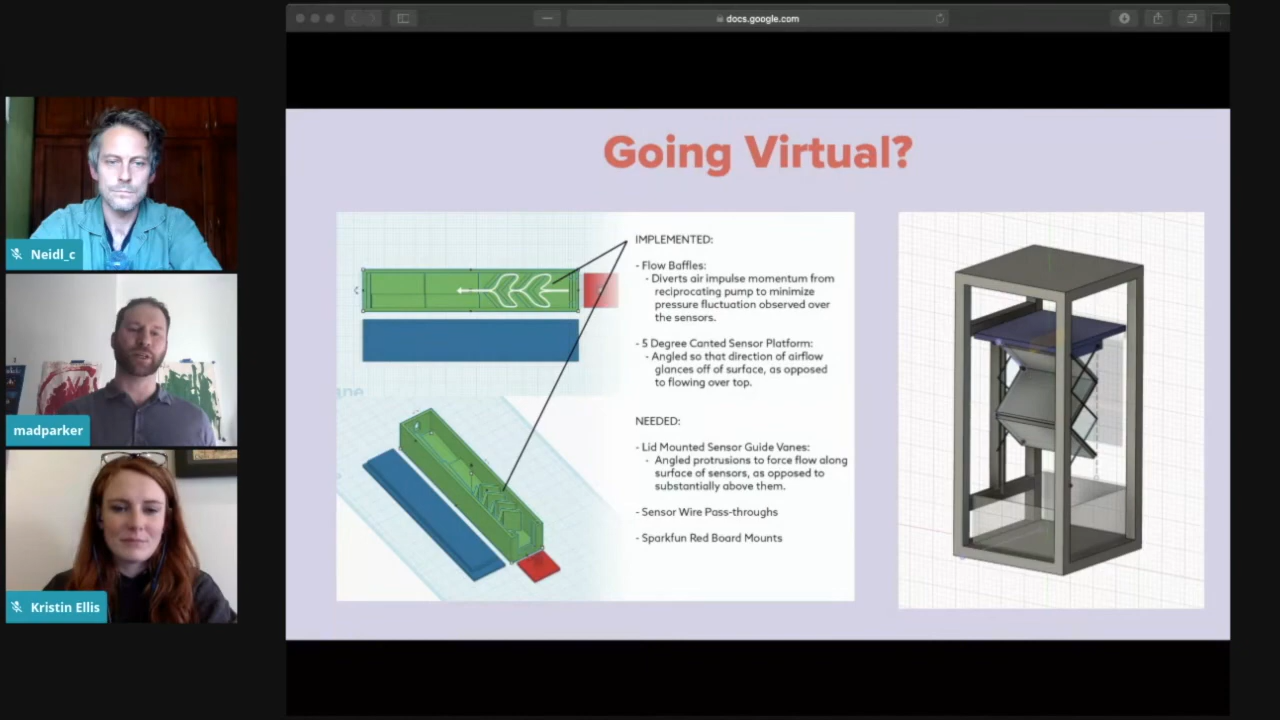 docs.google.com
Going Virtual?
IMPLEMENTED:
- Flow Baffles:
- Diverts air impulse momentum from
reciprocating pump to minimize
pressure fluctuation observed over
the sensors.
- 5 Degree Canted Sensor Platform:
- Angled so that direction of airflow
glances off of surface, as opposed
to flowing over top.
NEEDED:
- Lid Mounted Sensor Guide Vanes:
- Angled protrusions to force flow along
surface of sensors, as opposed to
substantially above them.
- Sensor Wire Pass-throughs
- Sparkfun Red Board Mounts
Neidl_c
madparker
Kristin Ellis